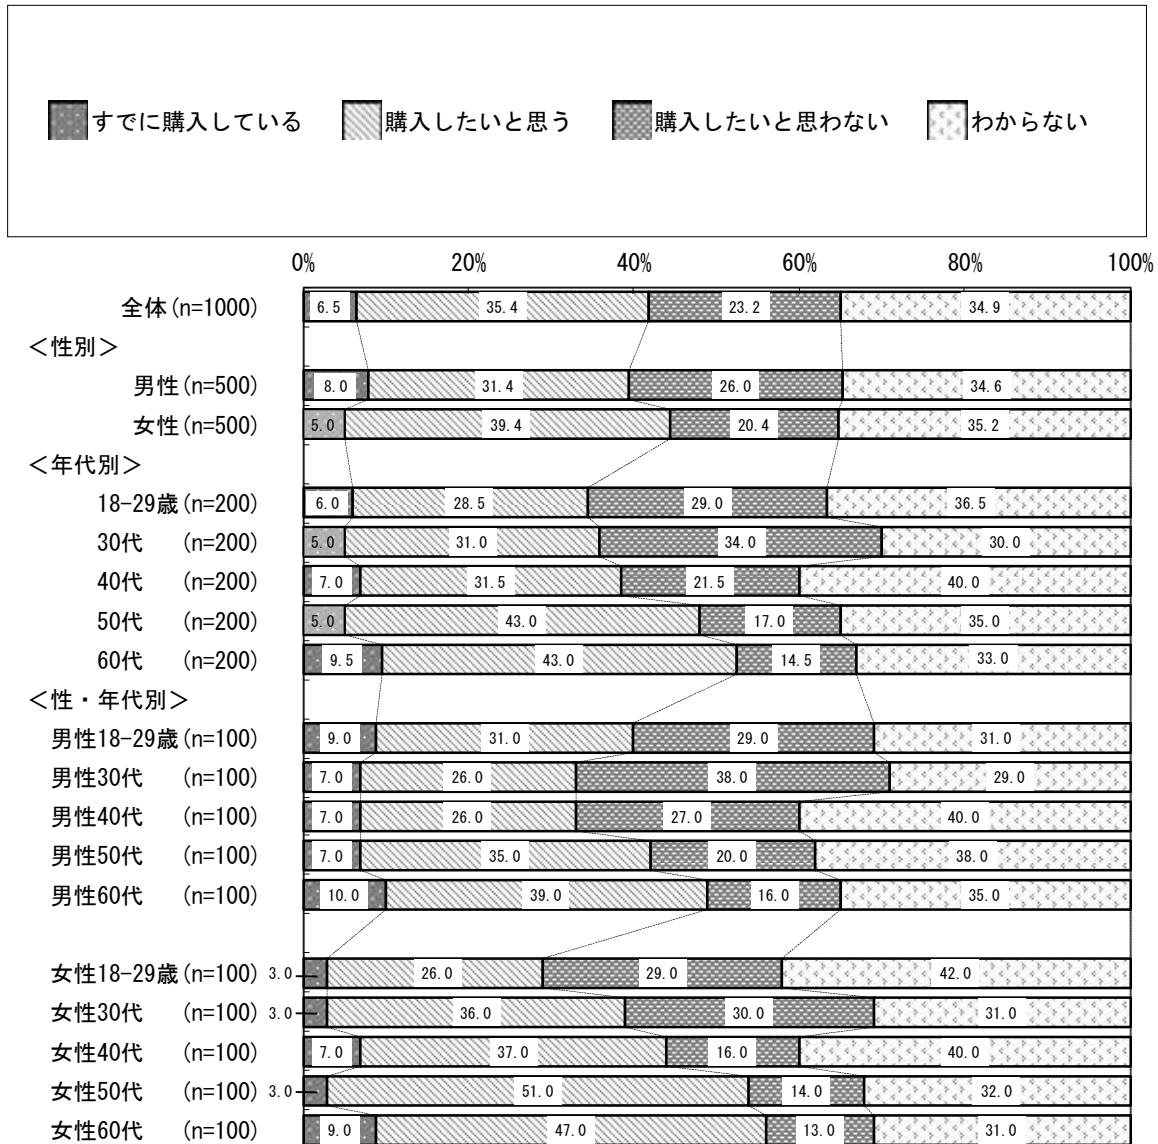 すでに購入している 購入したいと思う 購入したいと思わない わからない
0% 20% 40% 60% 80% 100%
全体(n=1000) 6.5 35.4 23.2 34.9
＜性別＞
男性(n=500) 8.0 31.4 26.0 34.6
女性(n=500) 5.0 39.4 20.4 35.2
＜年代別＞
18-29歳(n=200) 6.0 28.5 29.0 36.5
30代 (n=200) 5.0 31.0 34.0 30.0
40代 (n=200) 7.0 31.5 21.5 40.0
50代 (n=200) 5.0 43.0 17.0 35.0
60代 (n=200) 9.5 43.0 14.5 33.0
＜性・年代別＞
男性18-29歳(n=100) 9.0 31.0 29.0 31.0
男性30代 (n=100) 7.0 26.0 38.0 29.0
男性40代 (n=100) 7.0 26.0 27.0 40.0
男性50代 (n=100) 7.0 35.0 20.0 38.0
男性60代 (n=100) 10.0 39.0 16.0 35.0
女性18-29歳(n=100) 3.0 26.0 29.0 42.0
女性30代 (n=100) 3.0 36.0 30.0 31.0
女性40代 (n=100) 7.0 37.0 16.0 40.0
女性50代 (n=100) 3.0 51.0 14.0 32.0
女性60代 (n=100) 9.0 47.0 13.0 31.0